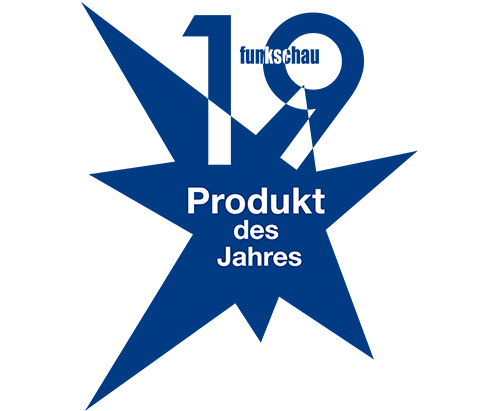 19
funkschau
Produkt
des
Jahres